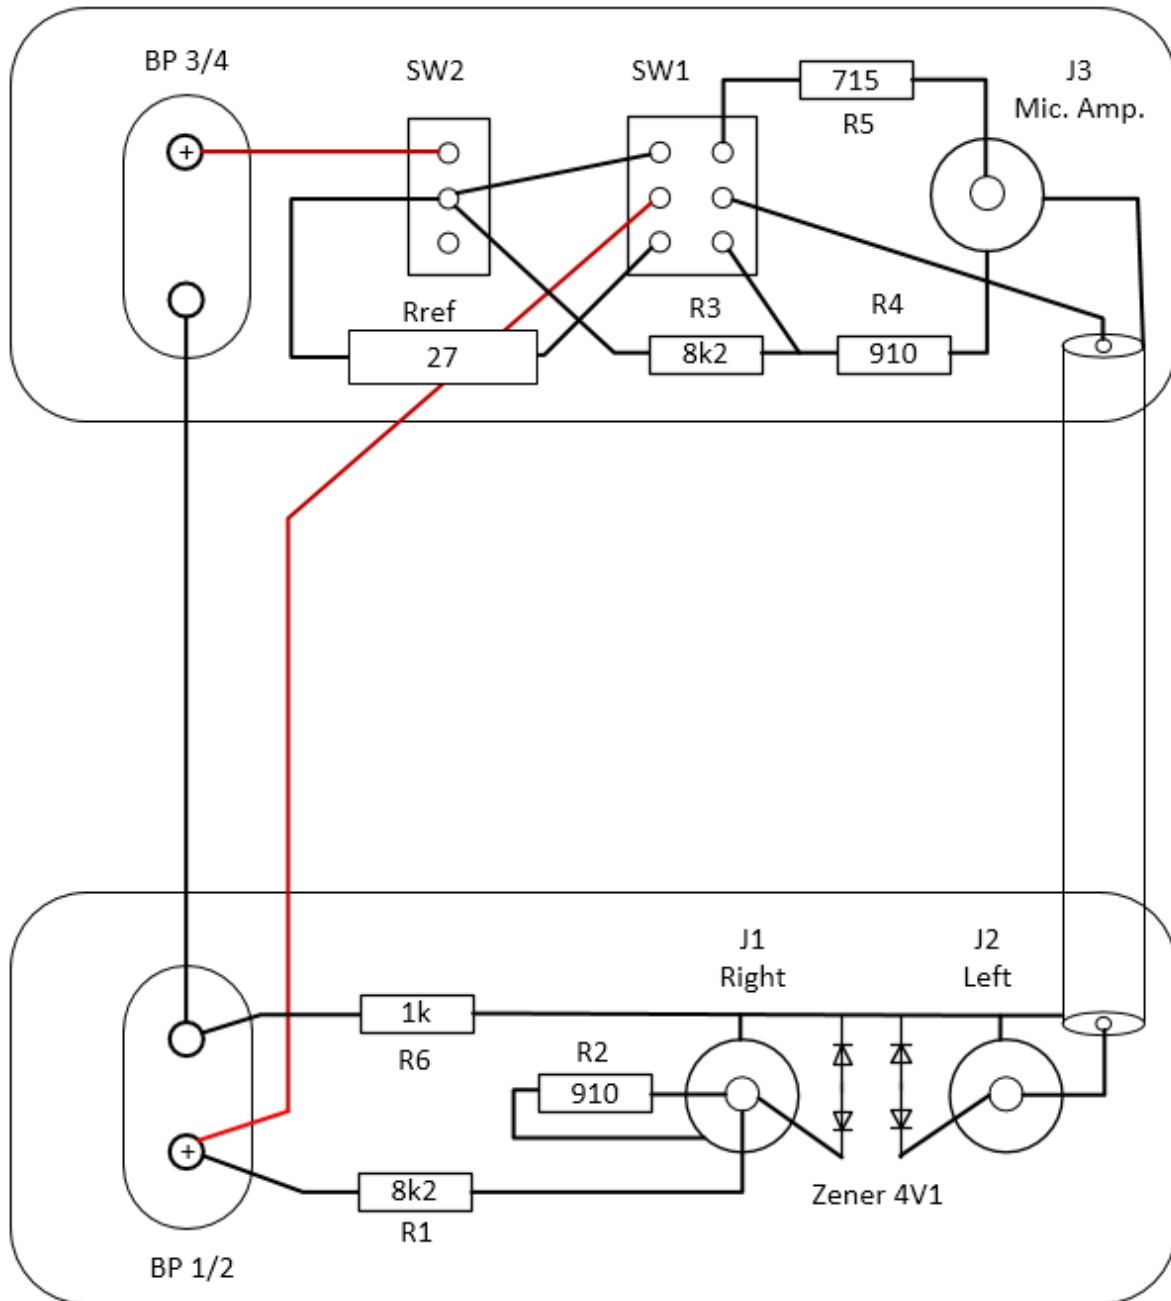 BP 3/4
SW2
SW1
715
R5
J3
Mic. Amp.
+
Rref
27
R3
8k2
R4
910
J1
Right
J2
Left
1k
R6
R2
910
+
8k2
R1
Zener 4V1
BP 1/2